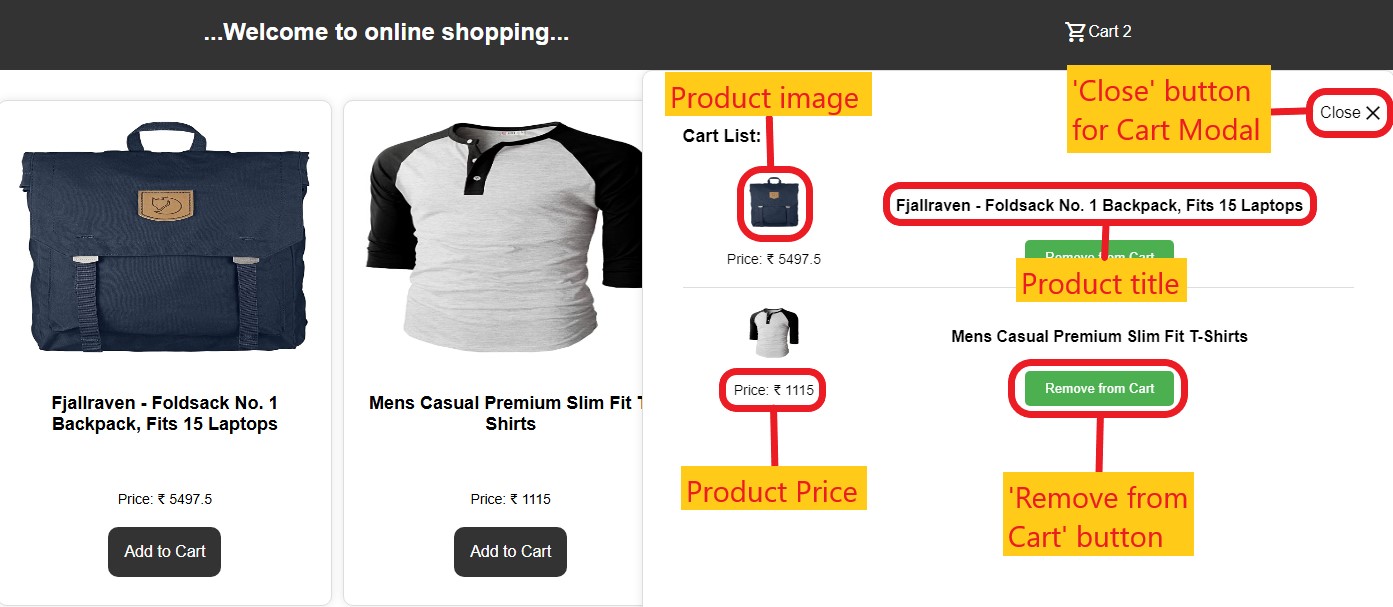 ...Welcome to online shopping...
Cart 2
Fjallraven - Foldsack No. 1
Backpack, Fits 15 Laptops
Price: ₹ 5497.5
Add to Cart
Mens Casual Premium Slim Fit T
Shirts
Price: ₹ 1115
Add to Cart
Product image
'Close' button
for Cart Modal
Close
Cart List:
Fjallraven - Foldsack No. 1 Backpack, Fits 15 Laptops
Price: ₹ 5497.5
Remove from Cart
Product title
Mens Casual Premium Slim Fit T-Shirts
Price: ₹ 1115
Remove from Cart
Product Price
'Remove from
Cart' button